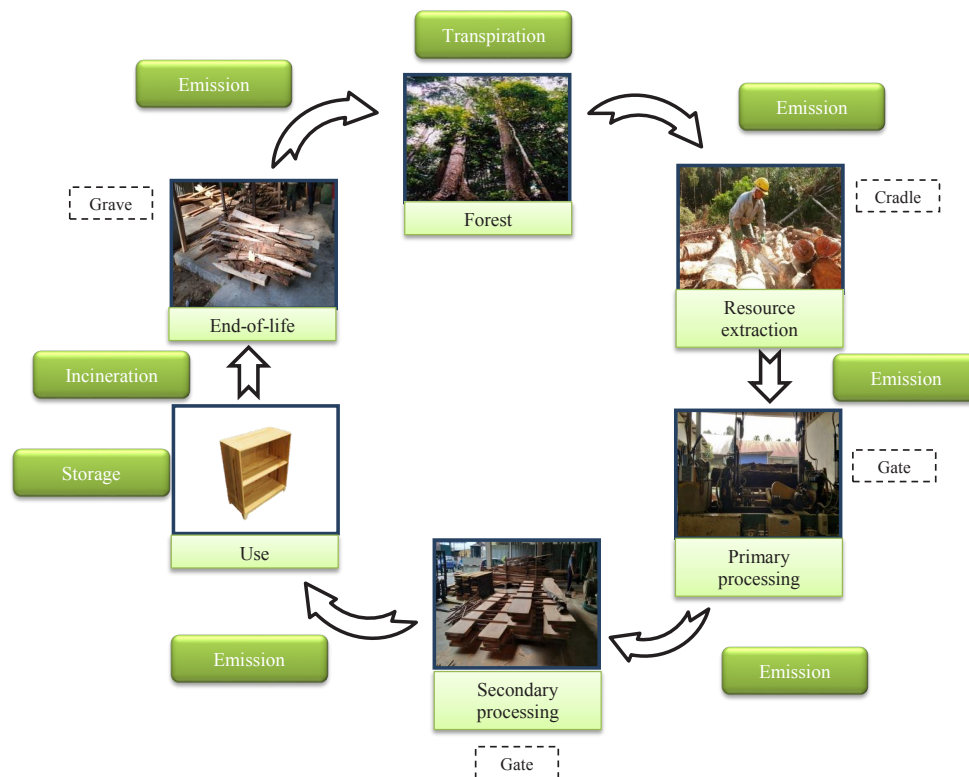 Transpiration
Emission
Emission
Grave
Cradle
Forest
Resource
extraction
End-of-life
Incineration
Emission
Storage
Gate
Use
Primary
processing
Emission
Emission
Secondary
processing
Gate